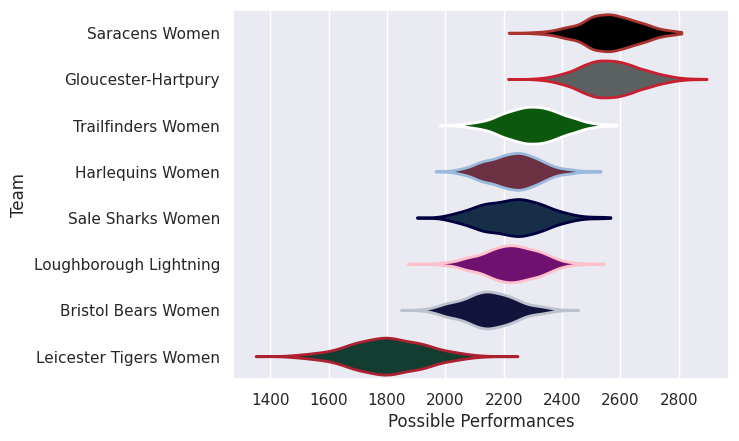 Saracens Women
Gloucester-Hartpury
Trailfinders Women
Harlequins Women
Sale Sharks Women
Loughborough Lightning
Bristol Bears Women
Leicester Tigers Women
Team
1400 1600 1800 2000 2200 2400 2600 2800
Possible Performances